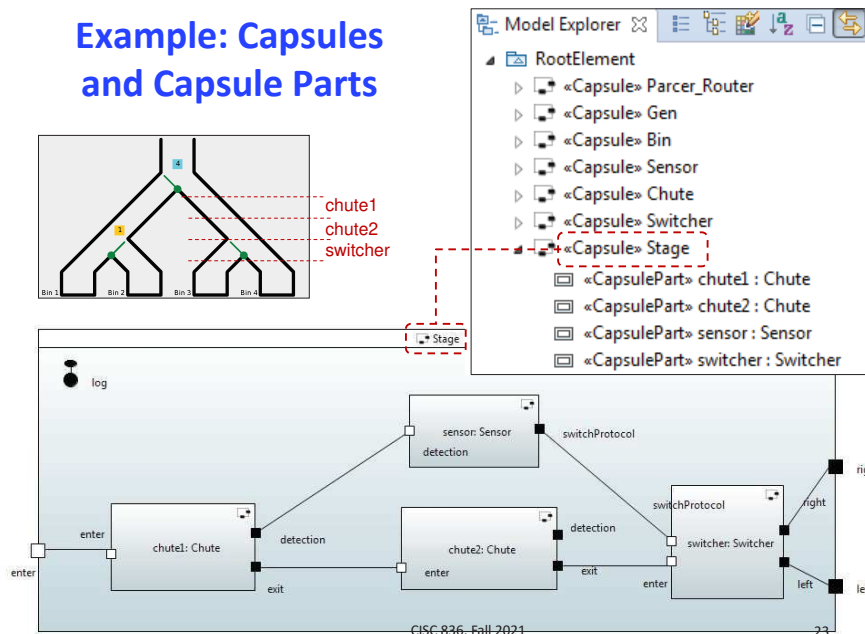 Example: Capsules
and Capsule Parts
Model Explorer
RootElement
«Capsule» Parcer_Router
«Capsule» Gen
«Capsule» Bin
«Capsule» Sensor
«Capsule» Chute
«Capsule» Switcher
«Capsule» Stage
«CapsulePart» chute1 : Chute
«CapsulePart» chute2 : Chute
«CapsulePart» sensor : Sensor
«CapsulePart» switcher : Switcher
4
chute1
chute2
switcher
1
Bin 1
Bin 2
Bin 3
Bin 4
Stage
log
sensor: Sensor
detection
switchProtocol
enter
enter
chute1: Chute
detection
exit
chute2: Chute
enter
detection
exit
switchProtocol
switcher: Switcher
enter
right
left
rig
le
CISC 836, Fall 2021
23